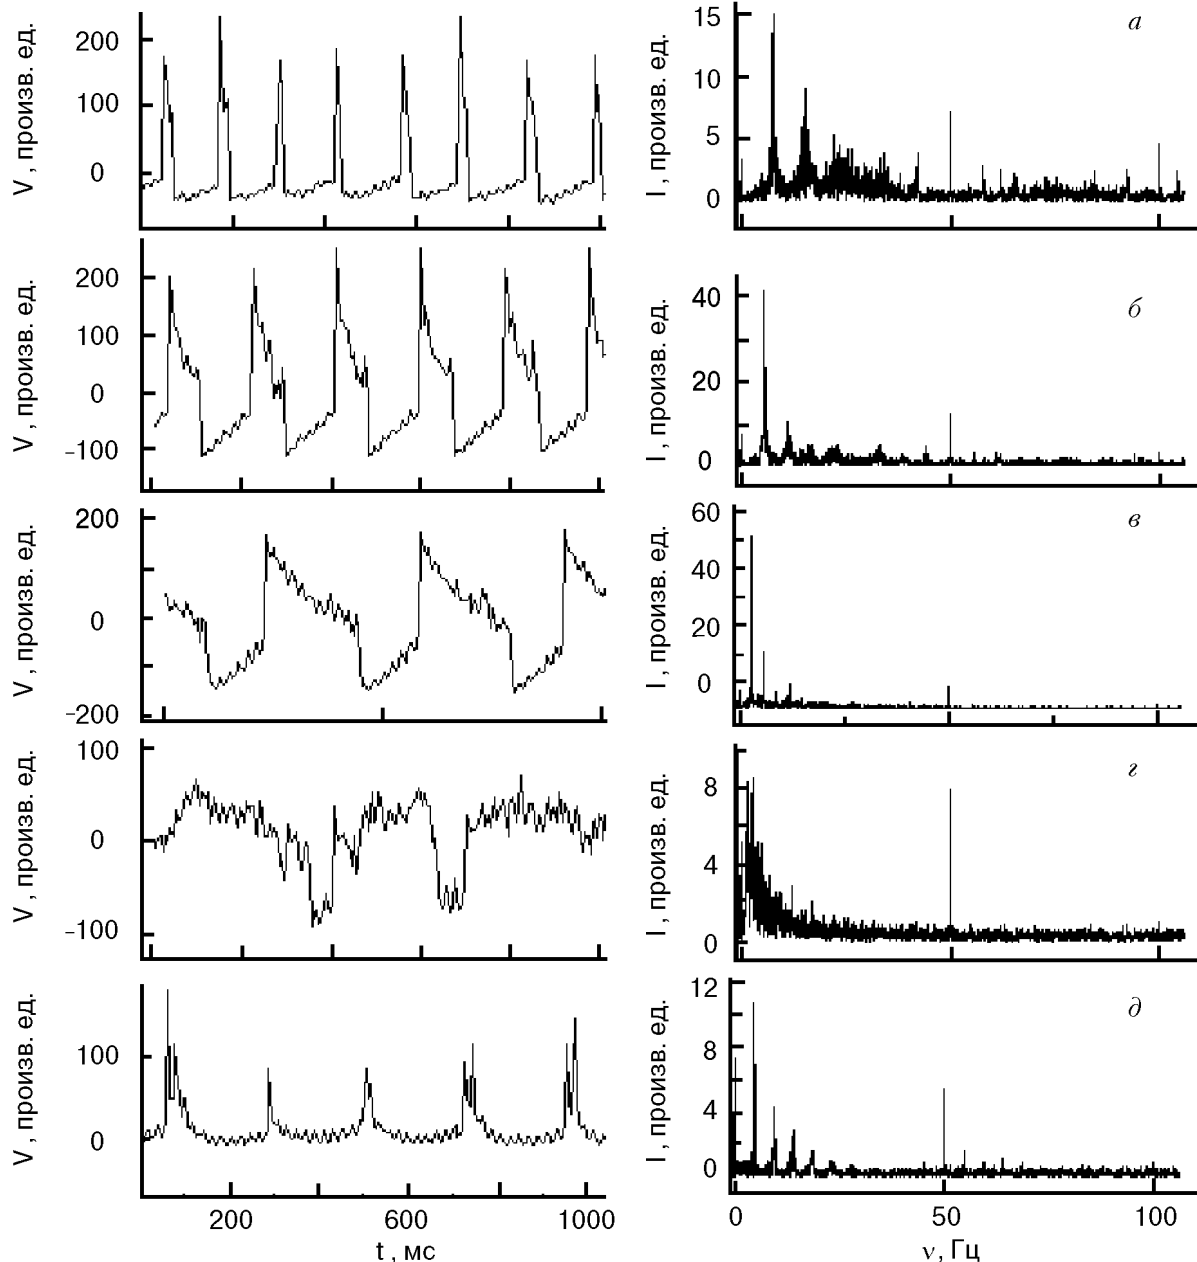 V , произв. ед.
200
100
0
I , произв. ед.
15
10
5
0
а
V , произв. ед.
200
100
0
−100
I , произв. ед.
40
20
0
б
V , произв. ед.
200
0
−200
I , произв. ед.
60
50
40
20
0
в
V , произв. ед.
100
0
−100
I , произв. ед.
8
4
0
г
V , произв. ед.
100
0
I , произв. ед.
12
8
4
0
д
200 600 1000
t , мс
0 50 100
ν, Гц